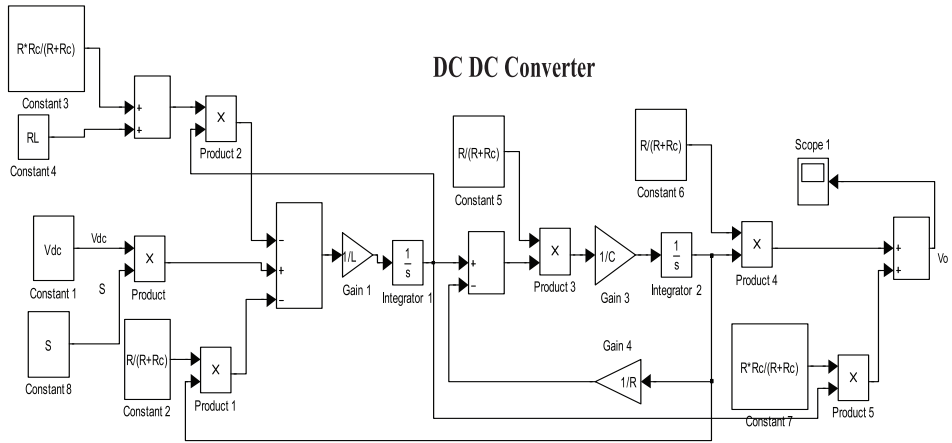 DC DC Converter
R*Rc/(R+Rc)
Constant 3
RL
Constant 4
+
+
X
Product 2
R/(R+Rc)
Constant 5
R/(R+Rc)
Constant 6
Scope 1
Vdc
Constant 1
Vdc
S
X
Product
S
Constant 8
R/(R+Rc)
Constant 2
X
Product 1
−
+
−
1/L
Gain 1
1
s
Integrator 1
+
−
X
Product 3
1/C
Gain 3
1
s
Integrator 2
X
Product 4
+
+
Vo
Gain 4
1/R
R*Rc/(R+Rc)
Constant 7
X
Product 5